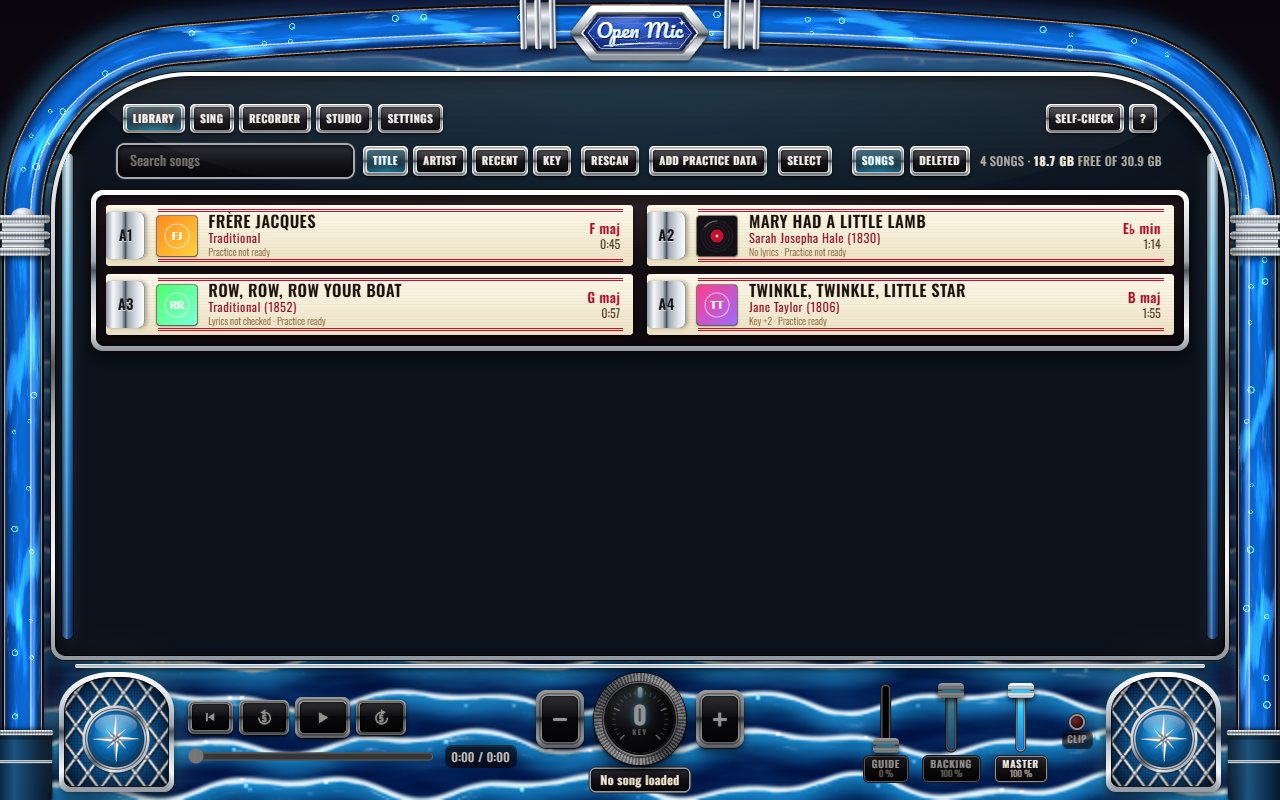 Open Mic
LIBRARY SING RECORDER STUDIO SETTINGS SELF-CHECK ?
Search songs TITLE ARTIST RECENT KEY RESCAN ADD PRACTICE DATA SELECT SONGS DELETED 4 SONGS · 18.7 GB FREE OF 30.9 GB
A1 FJ FRÈRE JACQUES
Traditional
Practice not ready
F maj
0:45
A2 MARY HAD A LITTLE LAMB
Sarah Josepha Hale (1830)
No lyrics · Practice not ready
E♭ min
1:14
A3 RR ROW, ROW, ROW YOUR BOAT
Traditional (1852)
Lyrics not checked · Practice ready
G maj
0:57
A4 TT TWINKLE, TWINKLE, LITTLE STAR
Jane Taylor (1806)
Key +2 · Practice ready
B maj
1:55
5 5
0:00 / 0:00
− 0 +
KEY
No song loaded
GUIDE
0 %
BACKING
100 %
MASTER
100 %
CLIP